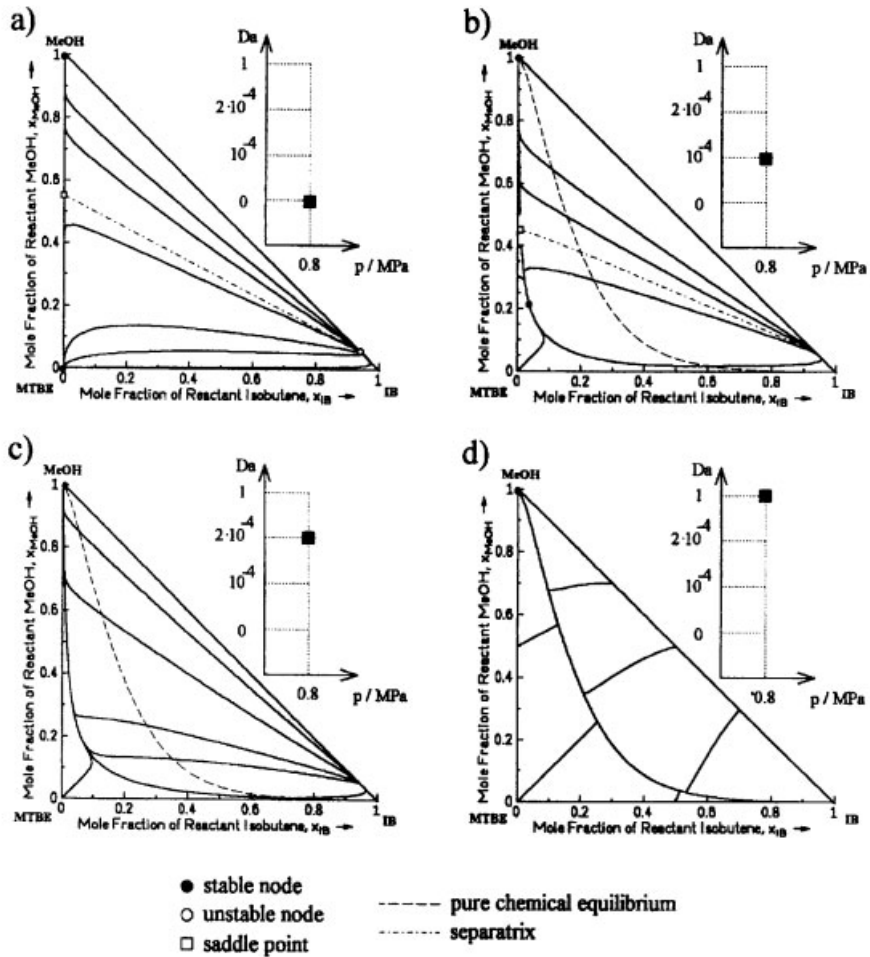 a)
MeOH
Da
1
2·10⁻⁴
10⁻⁴
0
0.8
p / MPa
Mole Fraction of Reactant MeOH, x_MeOH →
1
0.8
0.6
0.4
0.2
0
MTBE
0 0.2 0.4 0.6 0.8 1
IB
Mole Fraction of Reactant Isobutene, x_IB →
b)
MeOH
Da
1
2·10⁻⁴
10⁻⁴
0
0.8
p / MPa
Mole Fraction of Reactant MeOH, x_MeOH →
1
0.8
0.6
0.4
0.2
0
MTBE
0 0.2 0.4 0.6 0.8 1
IB
Mole Fraction of Reactant Isobutene, x_IB →
c)
MeOH
Da
1
2·10⁻⁴
10⁻⁴
0
0.8
p / MPa
Mole Fraction of Reactant MeOH, x_MeOH →
1
0.8
0.6
0.4
0.2
0
MTBE
0 0.2 0.4 0.6 0.8 1
IB
Mole Fraction of Reactant Isobutene, x_IB →
d)
MeOH
Da
1
2·10⁻⁴
10⁻⁴
0
0.8
p / MPa
Mole Fraction of Reactant MeOH, x_MeOH →
1
0.8
0.6
0.4
0.2
0
MTBE
0 0.2 0.4 0.6 0.8 1
IB
Mole Fraction of Reactant Isobutene, x_IB →
● stable node
○ unstable node
□ saddle point
pure chemical equilibrium
separatrix